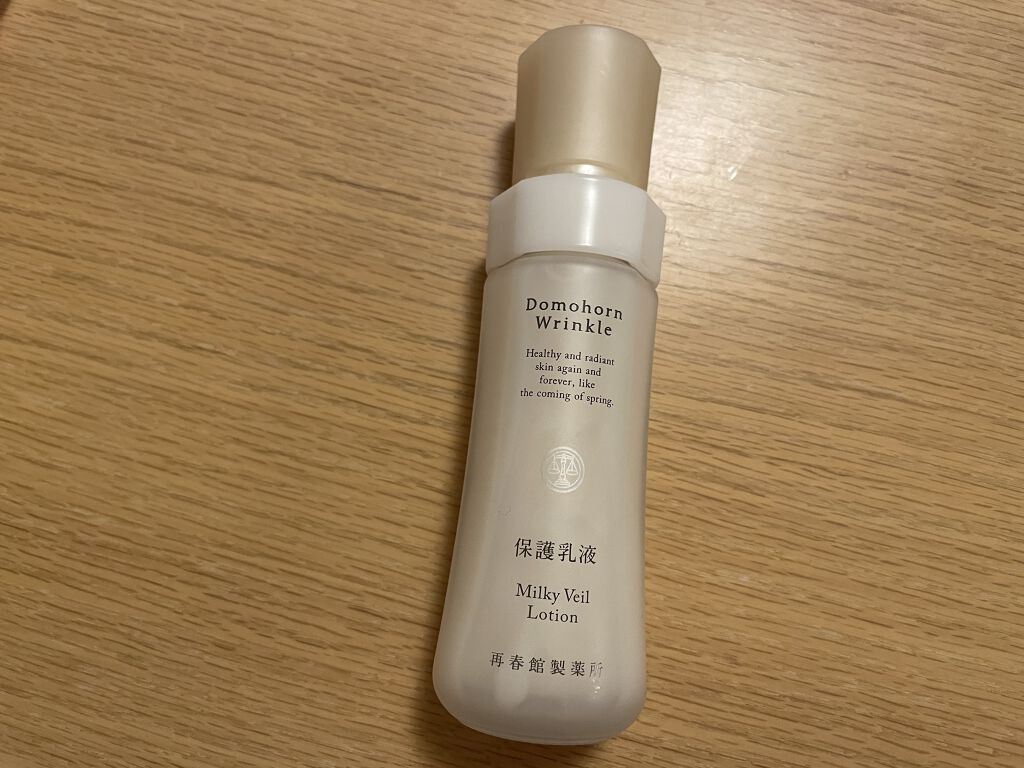 Domohorn
Wrinkle
Healthy and radiant
skin again and
forever, like
the coming of spring.
保護乳液
Milky Veil
Lotion
再春館製薬所